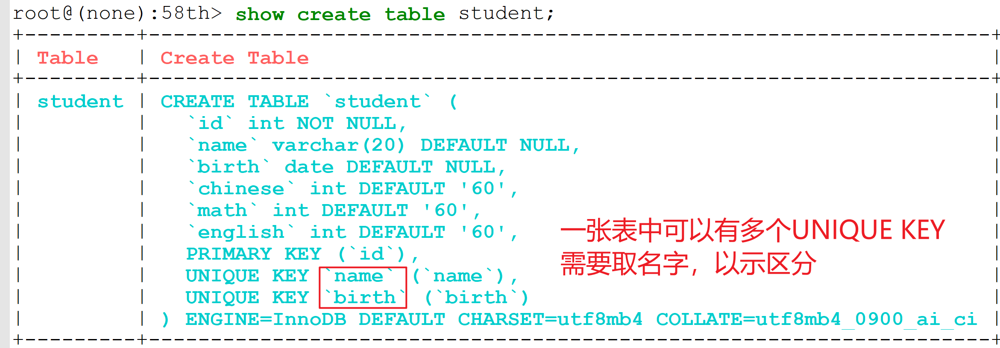 root@(none):58th> show create table student;
+---------+--------------------------------------------------------------------+
| Table | Create Table |
+---------+--------------------------------------------------------------------+
| student | CREATE TABLE `student` ( |
| | `id` int NOT NULL, |
| | `name` varchar(20) DEFAULT NULL, |
| | `birth` date DEFAULT NULL, |
| | `chinese` int DEFAULT '60', |
| | `math` int DEFAULT '60', |
| | `english` int DEFAULT '60', |
一张表中可以有多个UNIQUE KEY
| | PRIMARY KEY (`id`), |
需要取名字，以示区分
| | UNIQUE KEY `name` (`name`), |
| | UNIQUE KEY `birth` (`birth`) |
| | ) ENGINE=InnoDB DEFAULT CHARSET=utf8mb4 COLLATE=utf8mb4_0900_ai_ci |
+---------+--------------------------------------------------------------------+